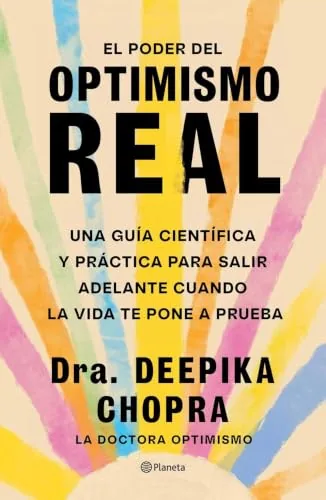 EL PODER DEL
OPTIMISMO
REAL
UNA GUÍA CIENTÍFICA
Y PRÁCTICA PARA SALIR
ADELANTE CUANDO
LA VIDA TE PONE A PRUEBA
Dra. DEEPIKA
CHOPRA
LA DOCTORA OPTIMISMO
Planeta